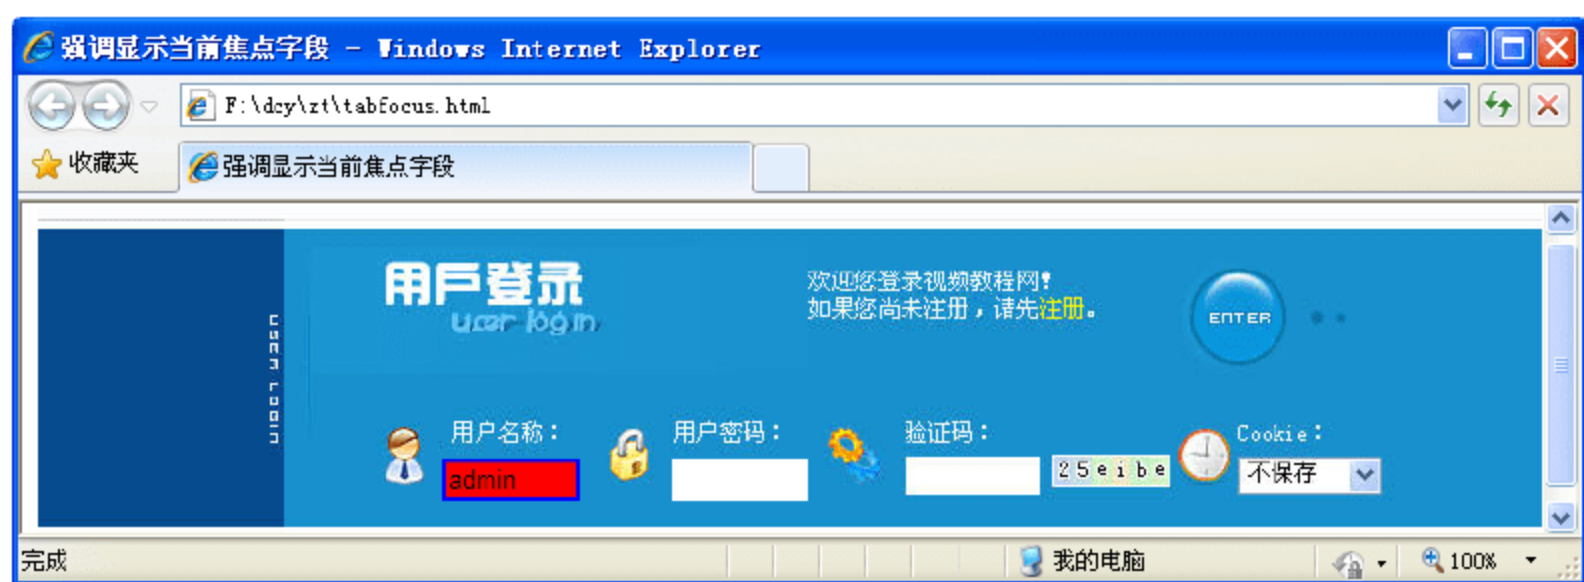 强调显示当前焦点字段 - Windows Internet Explorer
F:\dcy\zt\tabfocus.html
收藏夹
强调显示当前焦点字段
用戶登录
user login
欢迎您登录视频教程网!
如果您尚未注册，请先注册。
ENTER
USER LOGIN
用户名称：
用户密码：
验证码：
Cookie：
admin
25eibe
不保存
完成
我的电脑
100%